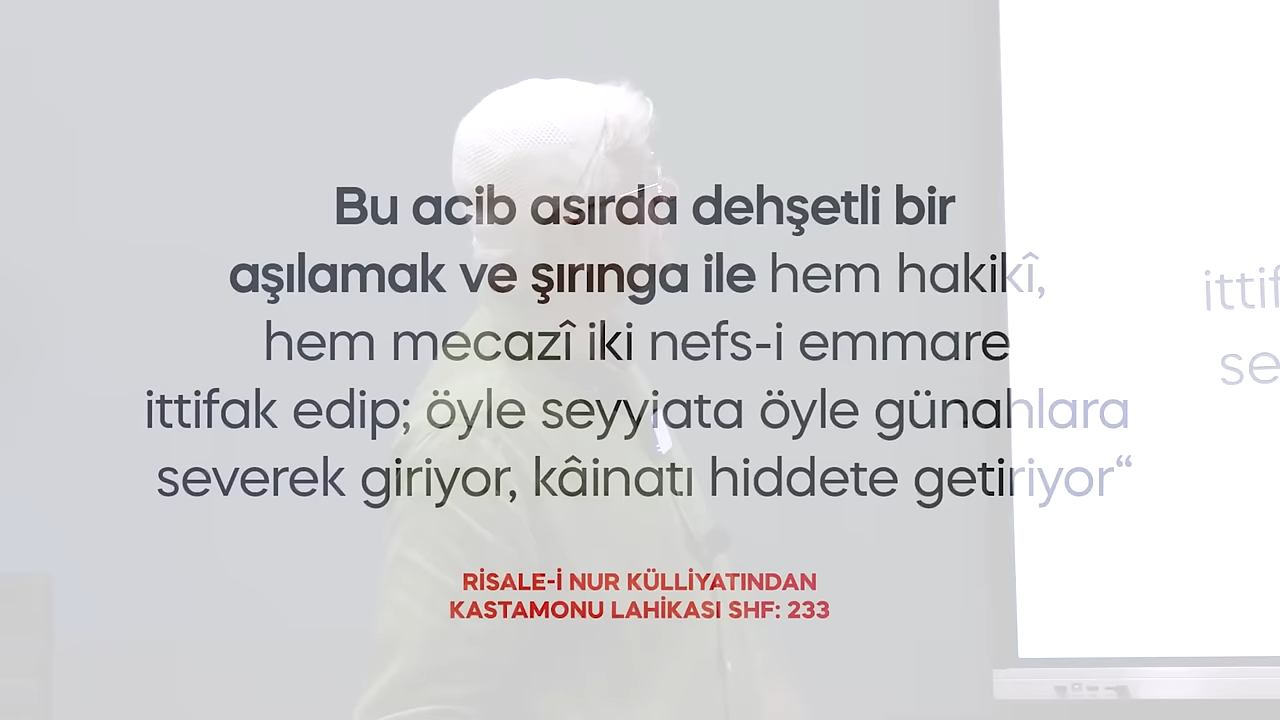 Bu acib asırda dehşetli bir
aşılamak ve şırınga ile hem hakikî,
hem mecazî iki nefs-i emmare
ittifak edip; öyle seyyiata öyle günahlara
severek giriyor, kâinatı hiddete getiriyor“
RİSALE-İ NUR KÜLLİYATINDAN
KASTAMONU LAHİKASI SHF: 233